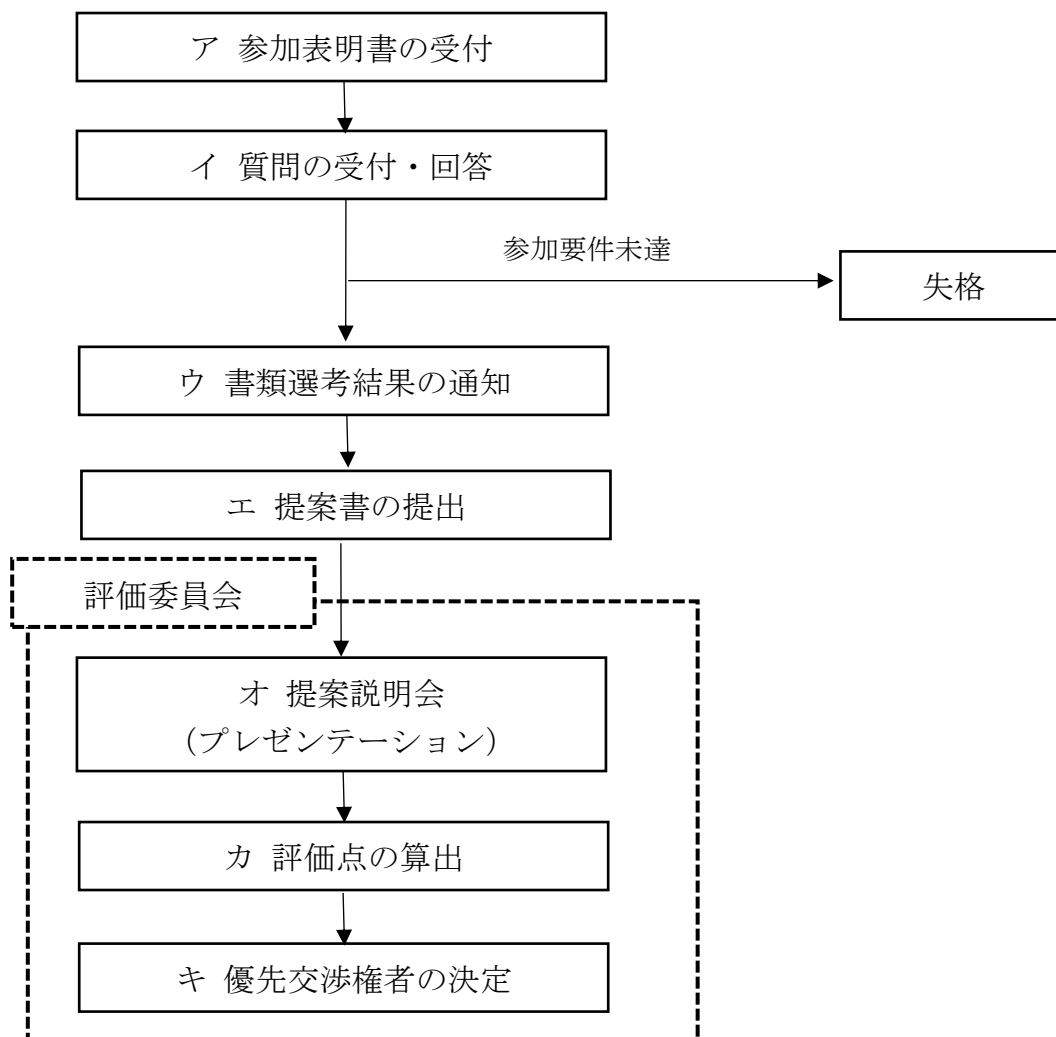 ア 参加表明書の受付
イ 質問の受付・回答
参加要件未達
失格
ウ 書類選考結果の通知
エ 提案書の提出
評価委員会
オ 提案説明会
（プレゼンテーション）
カ 評価点の算出
キ 優先交渉権者の決定